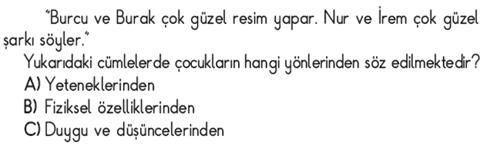 "Burcu ve Burak çok güzel resim yapar. Nur ve İrem çok güzel
şarkı söyler."
Yukarıdaki cümlelerde çocukların hangi yönlerinden söz edilmektedir?
A) Yeteneklerinden
B) Fiziksel özelliklerinden
C) Duygu ve düşüncelerinden